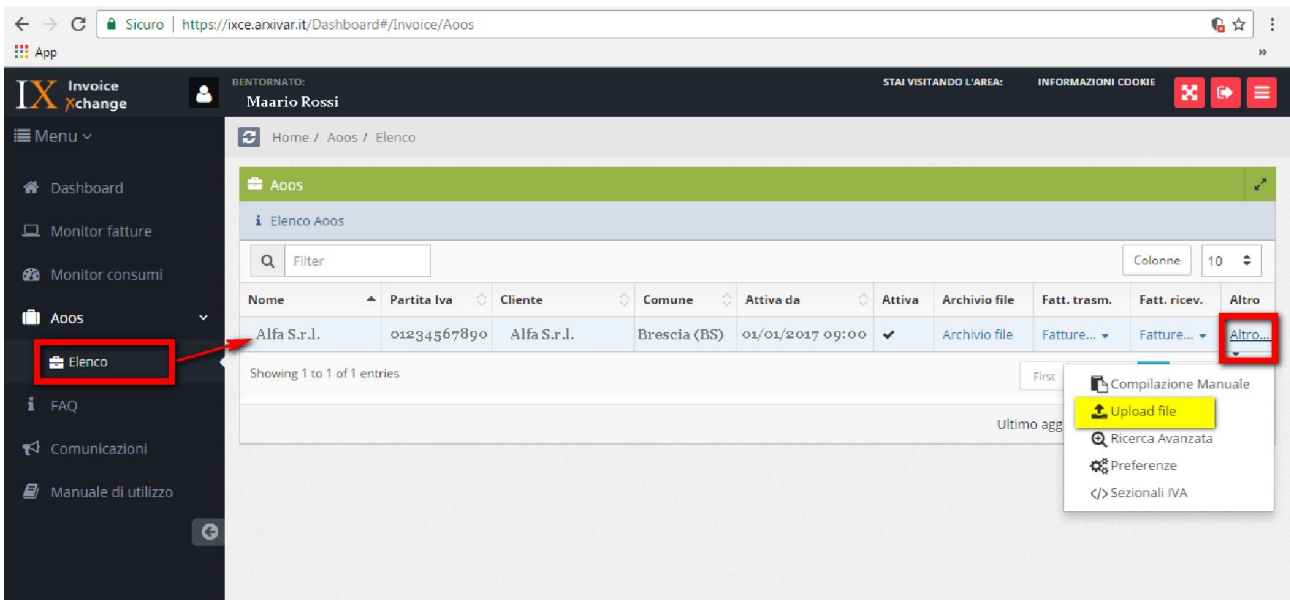 Sicuro | https://ixce.arxivar.it/Dashboard#/Invoice/Aoos
App »
IX Invoice Xchange
BENTORNATO:
Maario Rossi
STAI VISITANDO L'AREA: INFORMAZIONI COOKIE
Menu
Home / Aoos / Elenco
Dashboard
Monitor fatture
Monitor consumi
Aoos
Elenco
FAQ
Comunicazioni
Manuale di utilizzo
Aoos
Elenco Aoos
Filter Colonne 10
Nome Partita Iva Cliente Comune Attiva da Attiva Archivio file Fatt. trasm. Fatt. ricev. Altro
Alfa S.r.l. 01234567890 Alfa S.r.l. Brescia (BS) 01/01/2017 09:00 ✔ Archivio file Fatture... Fatture... Altro...
Showing 1 to 1 of 1 entries First
Ultimo agg
Compilazione Manuale
Upload file
Ricerca Avanzata
Preferenze
</> Sezionali IVA